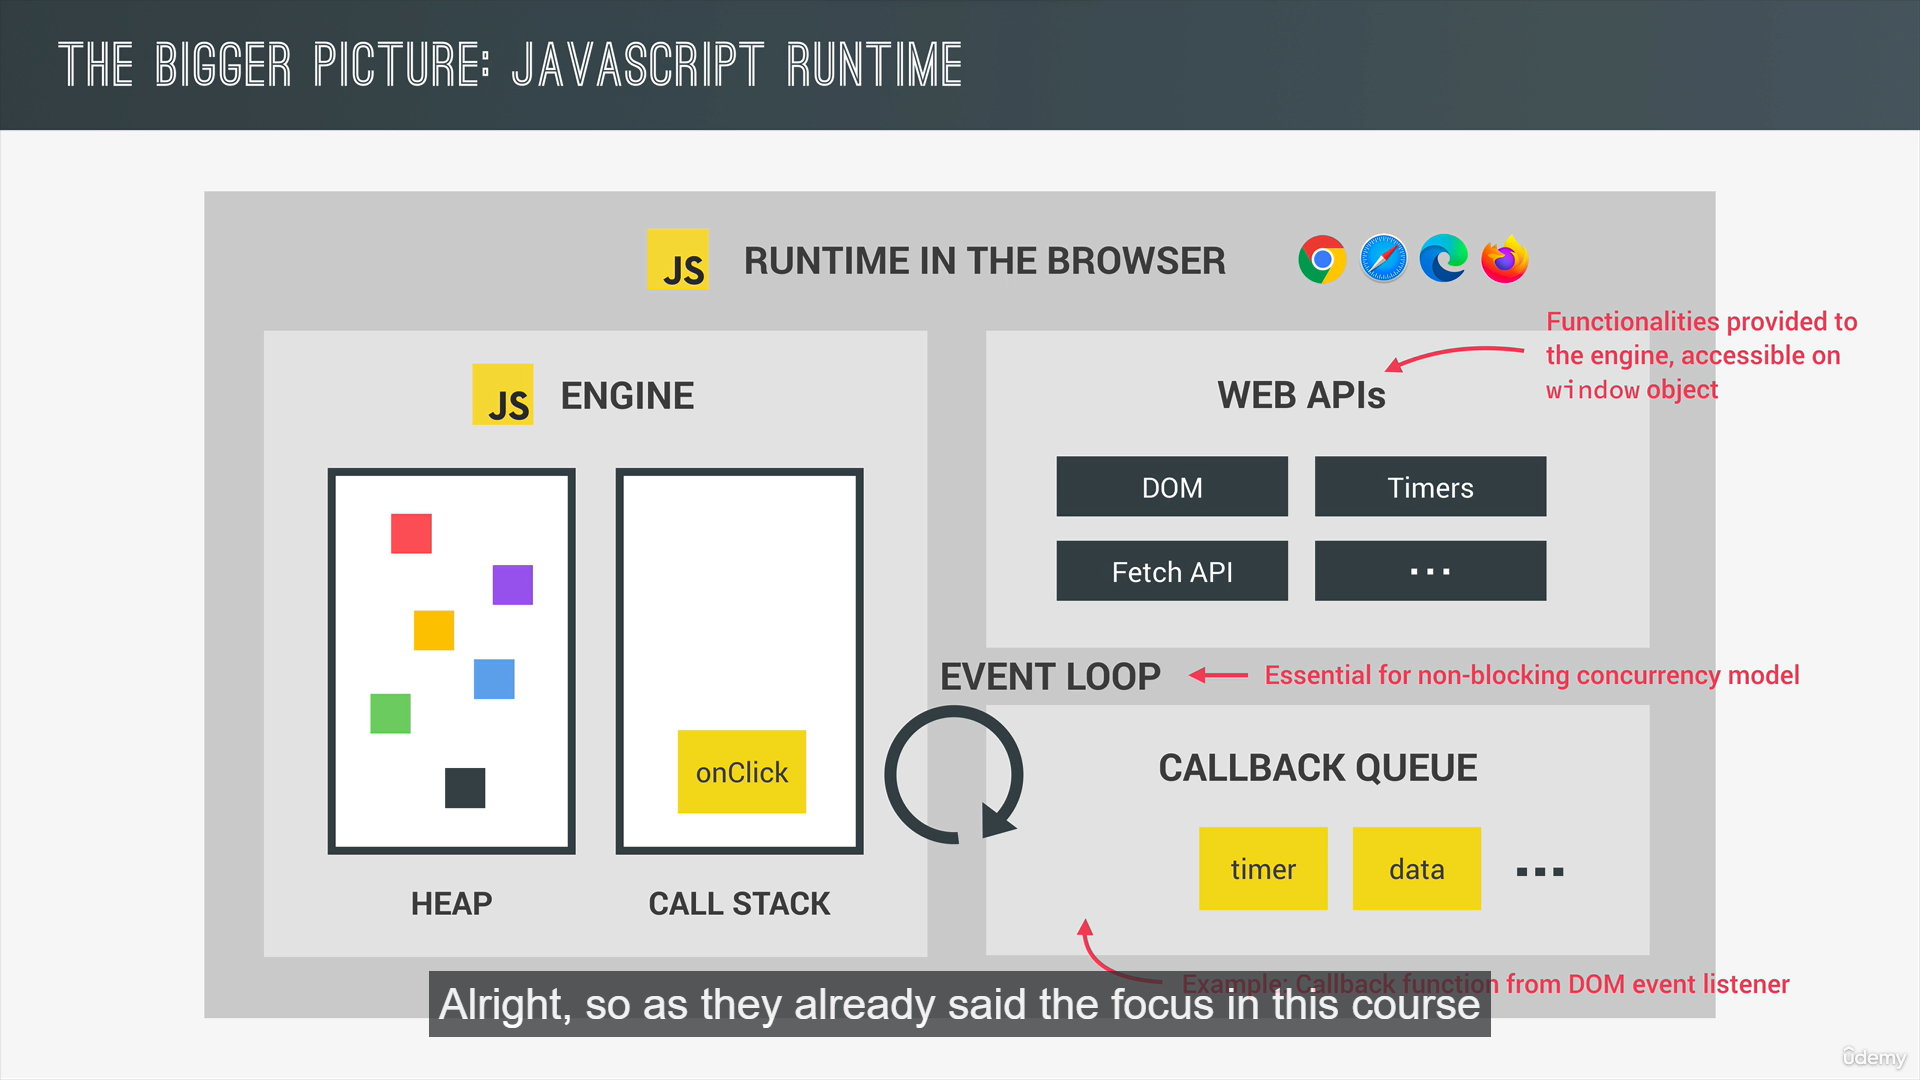 THE BIGGER PICTURE: JAVASCRIPT RUNTIME
JS
RUNTIME IN THE BROWSER
JS
ENGINE
HEAP
onClick
CALL STACK
Functionalities provided to
the engine, accessible on
window object
WEB APIs
DOM
Timers
Fetch API
...
EVENT LOOP
Essential for non-blocking concurrency model
CALLBACK QUEUE
timer
data
...
Example: Callback function from DOM event listener
Alright, so as they already said the focus in this course
ûdemy